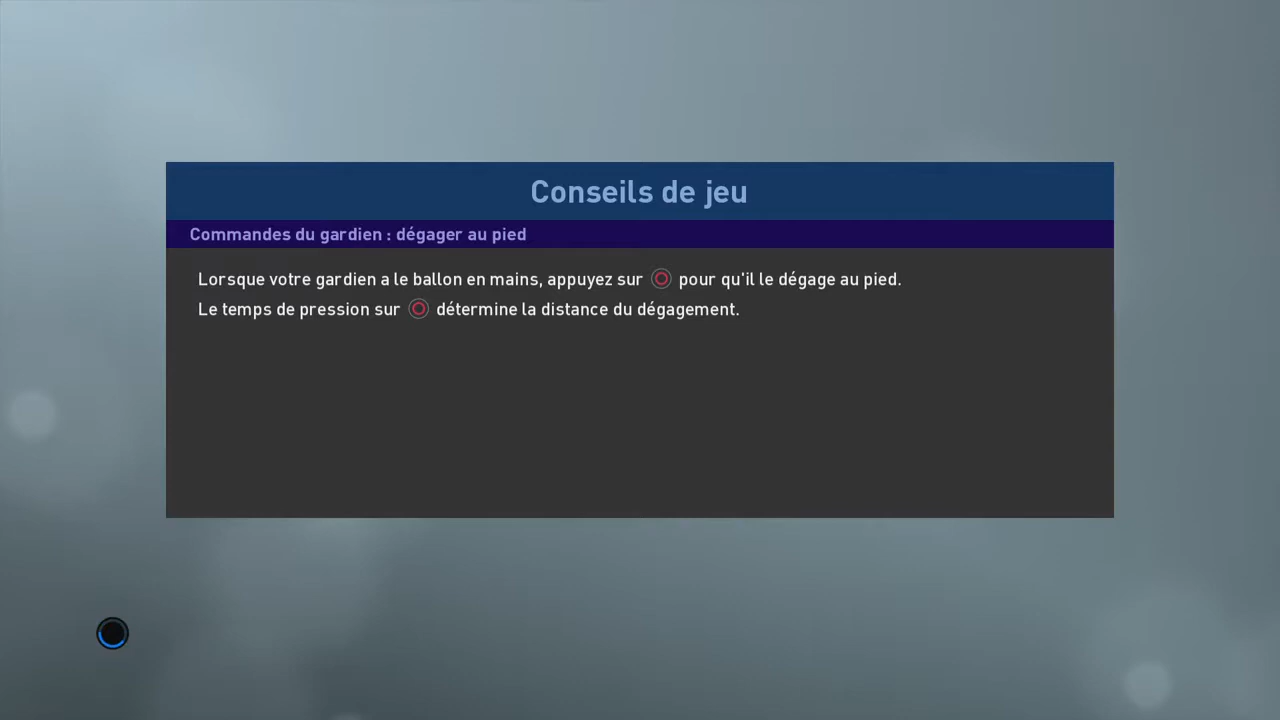 Conseils de jeu
Commandes du gardien : dégager au pied
Lorsque votre gardien a le ballon en mains, appuyez sur ⭘ pour qu'il le dégage au pied.
Le temps de pression sur ⭘ détermine la distance du dégagement.